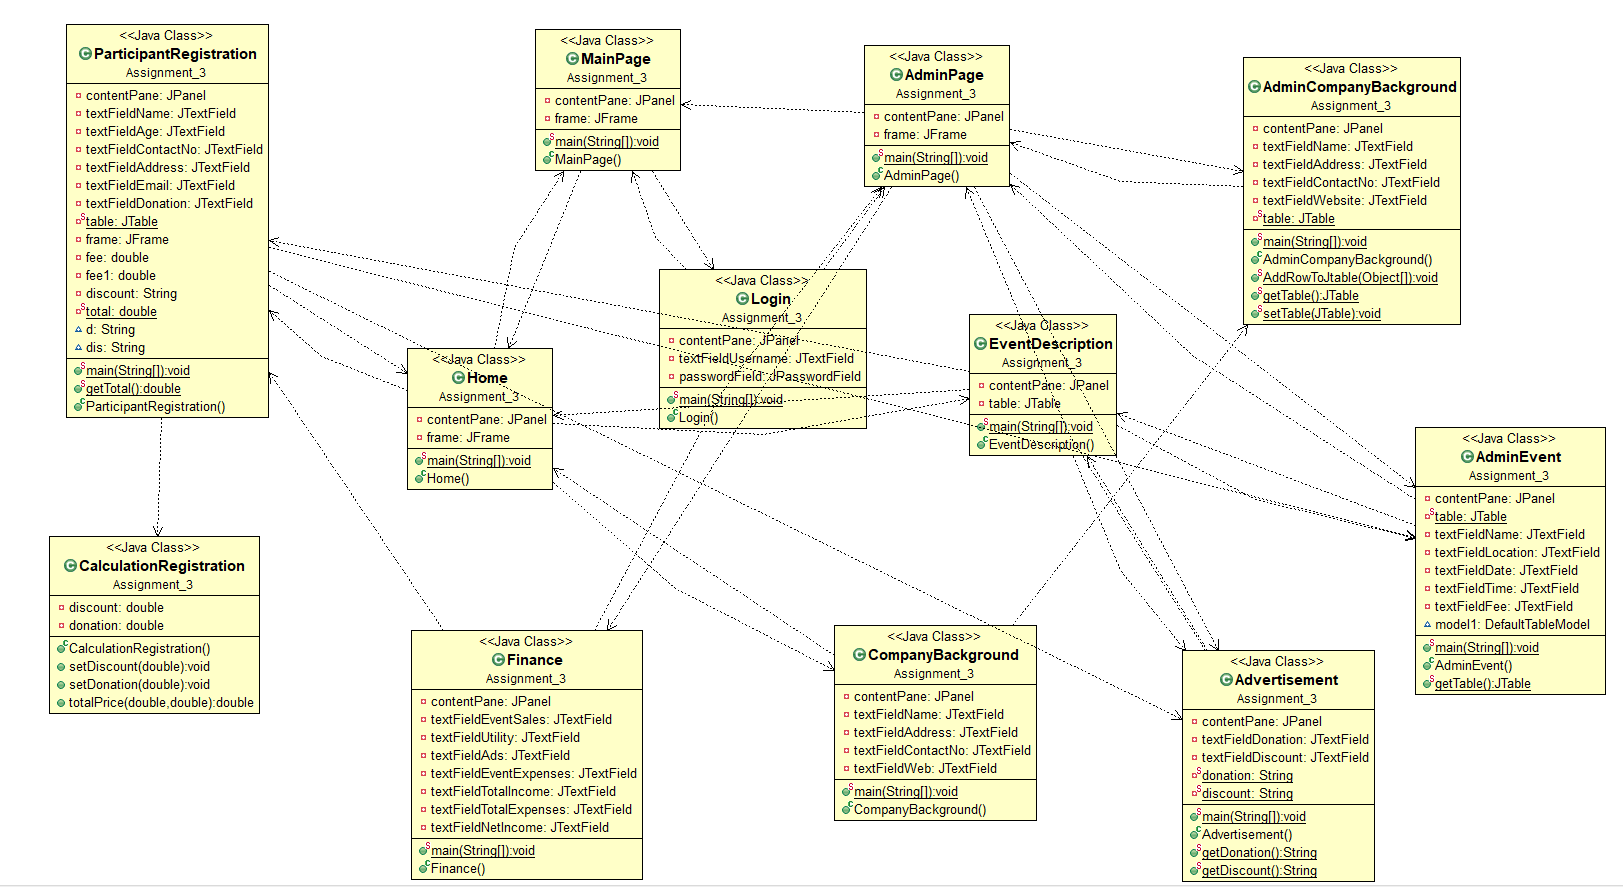 <<Java Class>>
ParticipantRegistration
Assignment_3
contentPane: JPanel
textFieldName: JTextField
textFieldAge: JTextField
textFieldContactNo: JTextField
textFieldAddress: JTextField
textFieldEmail: JTextField
textFieldDonation: JTextField
table: JTable
frame: JFrame
fee: double
fee1: double
discount: String
total: double
d: String
dis: String
main(String[]):void
getTotal():double
ParticipantRegistration()
<<Java Class>>
MainPage
Assignment_3
contentPane: JPanel
frame: JFrame
main(String[]):void
MainPage()
<<Java Class>>
AdminPage
Assignment_3
contentPane: JPanel
frame: JFrame
main(String[]):void
AdminPage()
<<Java Class>>
AdminCompanyBackground
Assignment_3
contentPane: JPanel
textFieldName: JTextField
textFieldAddress: JTextField
textFieldContactNo: JTextField
textFieldWebsite: JTextField
table: JTable
main(String[]):void
AdminCompanyBackground()
AddRowToJtable(Object[]):void
getTable():JTable
setTable(JTable):void
<<Java Class>>
Login
Assignment_3
contentPane: JPanel
textFieldUsername: JTextField
passwordField: JPasswordField
main(String[]):void
Login()
<<Java Class>>
Home
Assignment_3
contentPane: JPanel
frame: JFrame
main(String[]):void
Home()
<<Java Class>>
EventDescription
Assignment_3
contentPane: JPanel
table: JTable
main(String[]):void
EventDescription()
<<Java Class>>
AdminEvent
Assignment_3
contentPane: JPanel
table: JTable
textFieldName: JTextField
textFieldLocation: JTextField
textFieldDate: JTextField
textFieldTime: JTextField
textFieldFee: JTextField
model1: DefaultTableModel
main(String[]):void
AdminEvent()
getTable():JTable
<<Java Class>>
CalculationRegistration
Assignment_3
discount: double
donation: double
CalculationRegistration()
setDiscount(double):void
setDonation(double):void
totalPrice(double,double):double
<<Java Class>>
Finance
Assignment_3
contentPane: JPanel
textFieldEventSales: JTextField
textFieldUtility: JTextField
textFieldAds: JTextField
textFieldEventExpenses: JTextField
textFieldTotalIncome: JTextField
textFieldTotalExpenses: JTextField
textFieldNetIncome: JTextField
main(String[]):void
Finance()
<<Java Class>>
CompanyBackground
Assignment_3
contentPane: JPanel
textFieldName: JTextField
textFieldAddress: JTextField
textFieldContactNo: JTextField
textFieldWeb: JTextField
main(String[]):void
CompanyBackground()
<<Java Class>>
Advertisement
Assignment_3
contentPane: JPanel
textFieldDonation: JTextField
textFieldDiscount: JTextField
donation: String
discount: String
main(String[]):void
Advertisement()
getDonation():String
getDiscount():String